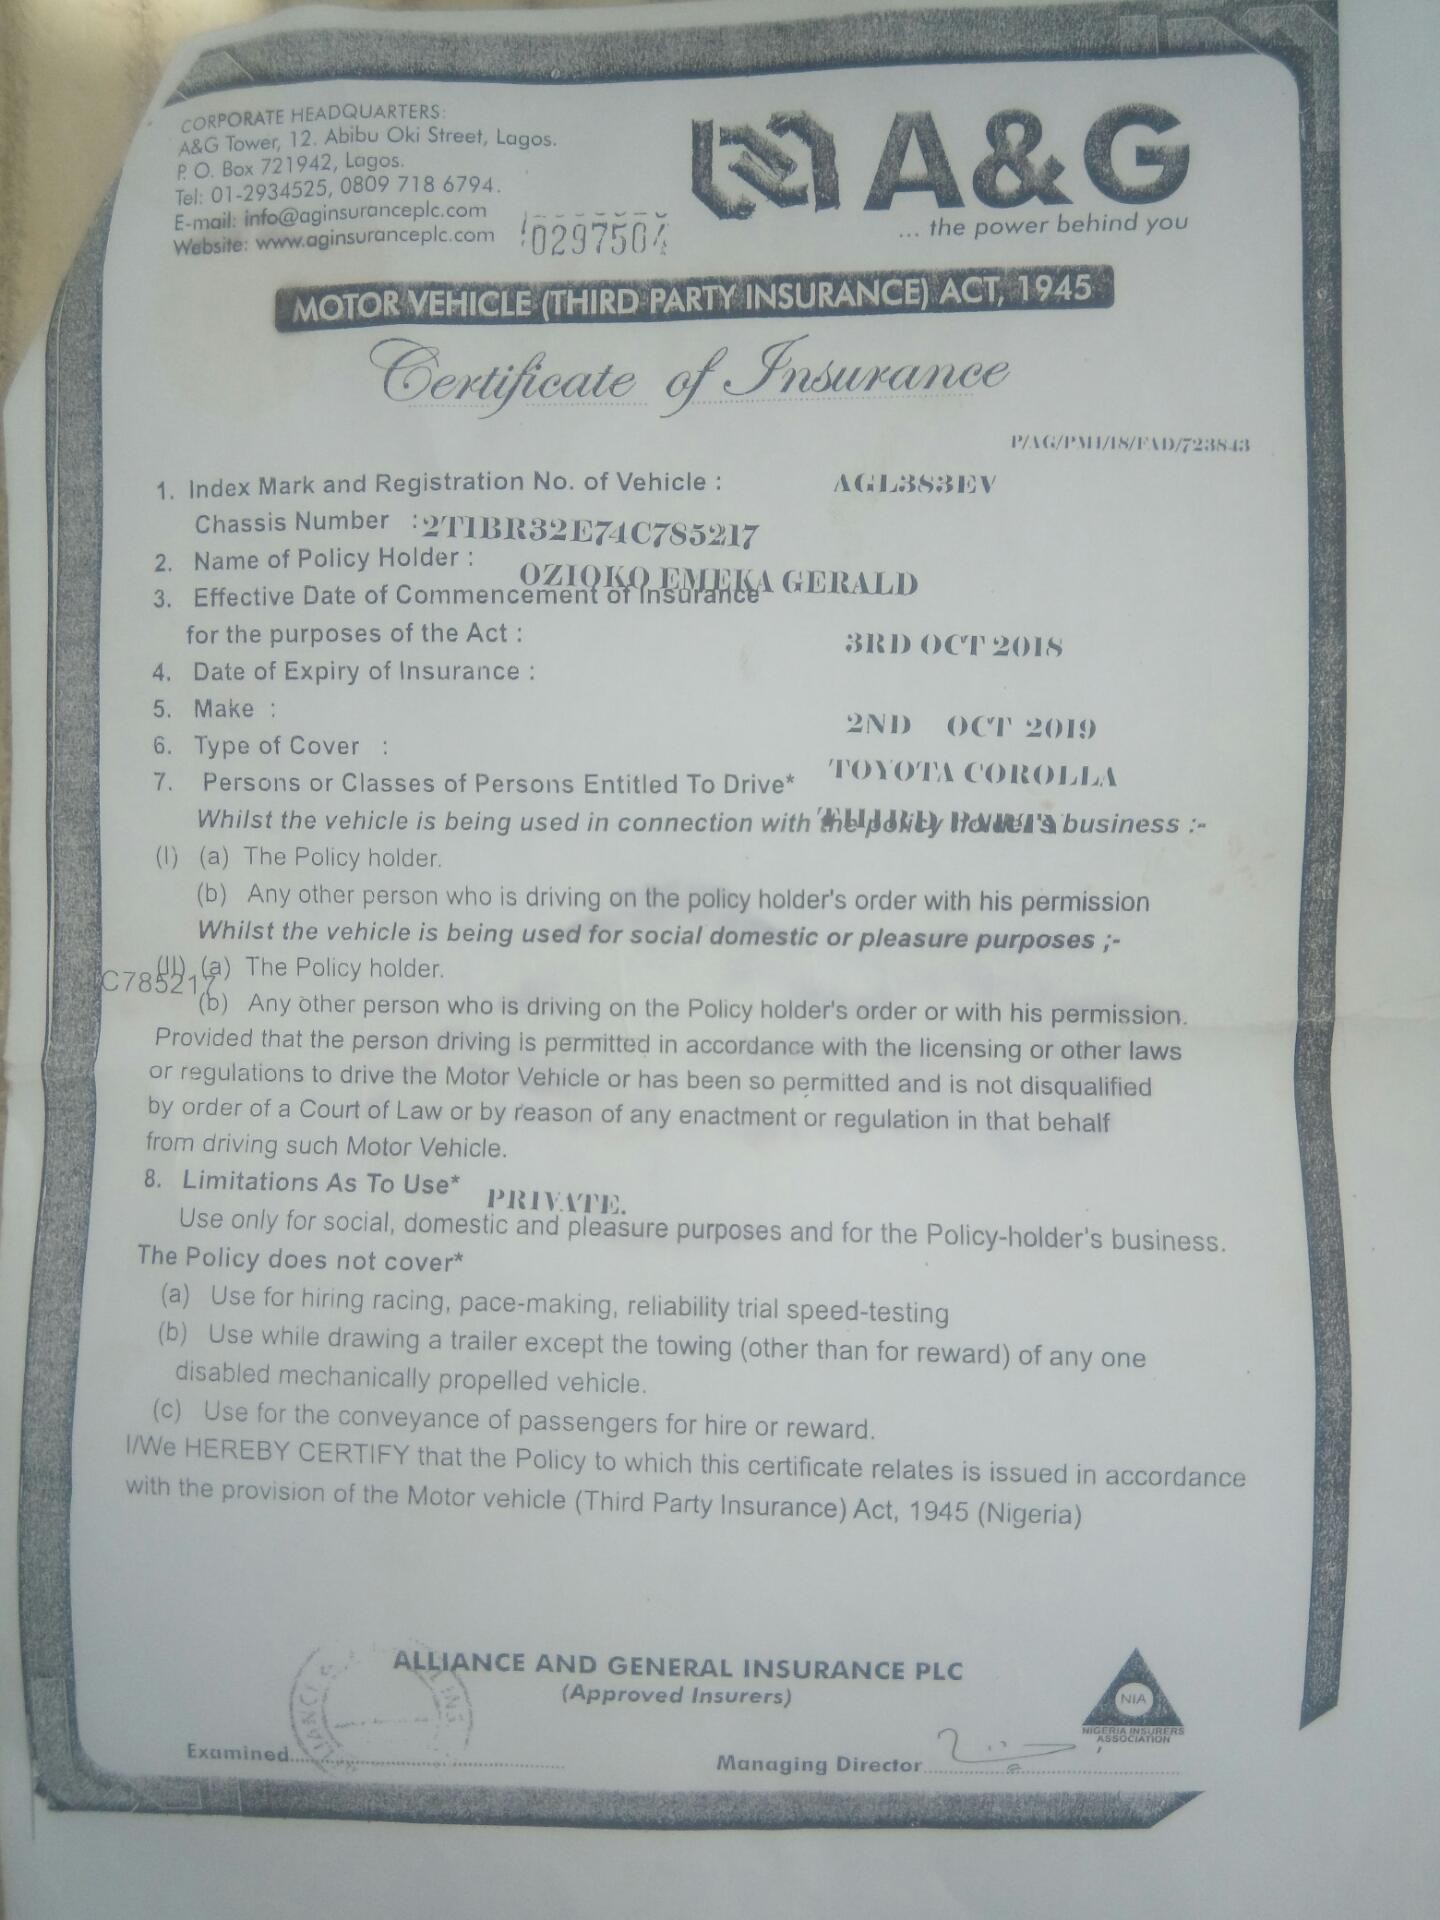 CORPORATE HEADQUARTERS:
A&G Tower, 12. Abibu Oki Street, Lagos.
P. O. Box 721942, Lagos.
Tel: 01-2934525, 0809 718 6794.
E-mail: info@aginsuranceplc.com
Website: www.aginsuranceplc.com
10297504
A&G
... the power behind you
MOTOR VEHICLE (THIRD PARTY INSURANCE) ACT, 1945
Certificate of Insurance
P/AG/PMI/18/FAD/723843
1. Index Mark and Registration No. of Vehicle : AGL383EV
Chassis Number : 2T1BR32E74C785217
2. Name of Policy Holder : OZIOKO EMEKA GERALD
3. Effective Date of Commencement of Insurance
for the purposes of the Act : 3RD OCT 2018
4. Date of Expiry of Insurance :
5. Make : 2ND OCT 2019
6. Type of Cover : TOYOTA COROLLA
7. Persons or Classes of Persons Entitled To Drive*
THIRD PARTY
Whilst the vehicle is being used in connection with the policy holder's business :-
(I) (a) The Policy holder.
(b) Any other person who is driving on the policy holder's order with his permission
Whilst the vehicle is being used for social domestic or pleasure purposes ;-
(II) (a) The Policy holder.
C785217
(b) Any other person who is driving on the Policy holder's order or with his permission.
Provided that the person driving is permitted in accordance with the licensing or other laws
or regulations to drive the Motor Vehicle or has been so permitted and is not disqualified
by order of a Court of Law or by reason of any enactment or regulation in that behalf
from driving such Motor Vehicle.
8. Limitations As To Use* PRIVATE.
Use only for social, domestic and pleasure purposes and for the Policy-holder's business.
The Policy does not cover*
(a) Use for hiring racing, pace-making, reliability trial speed-testing
(b) Use while drawing a trailer except the towing (other than for reward) of any one
disabled mechanically propelled vehicle.
(c) Use for the conveyance of passengers for hire or reward.
I/We HEREBY CERTIFY that the Policy to which this certificate relates is issued in accordance
with the provision of the Motor vehicle (Third Party Insurance) Act, 1945 (Nigeria)
ALLIANCE AND GENERAL INSURANCE PLC
(Approved Insurers)
NIA
NIGERIA INSURERS
ASSOCIATION
Examined
Managing Director